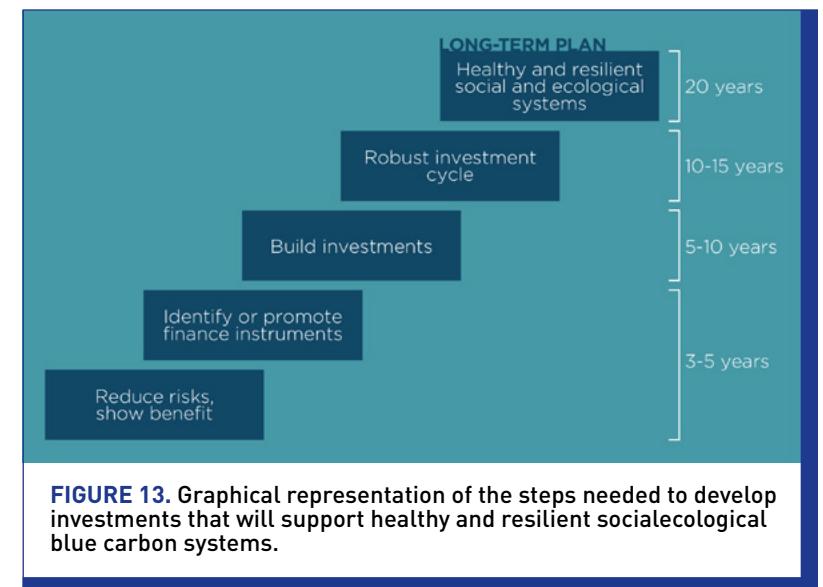 LONG-TERM PLAN
Healthy and resilient
social and ecological
systems
20 years
Robust investment
cycle
10-15 years
Build investments
5-10 years
Identify or promote
finance instruments
3-5 years
Reduce risks,
show benefit
FIGURE 13. Graphical representation of the steps needed to develop
investments that will support healthy and resilient socialecological
blue carbon systems.